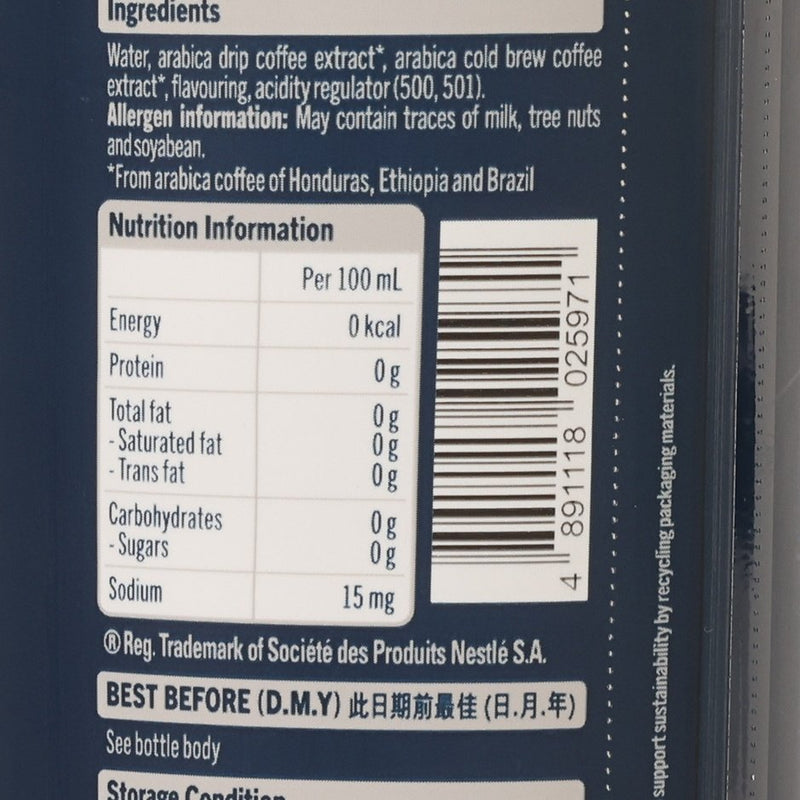 Ingredients
Water, arabica drip coffee extract*, arabica cold brew coffee
extract*, flavouring, acidity regulator (500, 501).
Allergen information: May contain traces of milk, tree nuts
and soyabean.
*From arabica coffee of Honduras, Ethiopia and Brazil
Nutrition Information
Per 100 mL
Energy 0 kcal
Protein 0 g
Total fat 0 g
- Saturated fat 0 g
- Trans fat 0 g
Carbohydrates 0 g
- Sugars 0 g
Sodium 15 mg
4 891118 025971
® Reg. Trademark of Société des Produits Nestlé S.A.
BEST BEFORE (D.M.Y) 此日期前最佳 (日.月.年)
See bottle body
Storage Condition
support sustainability by recycling packaging materials.